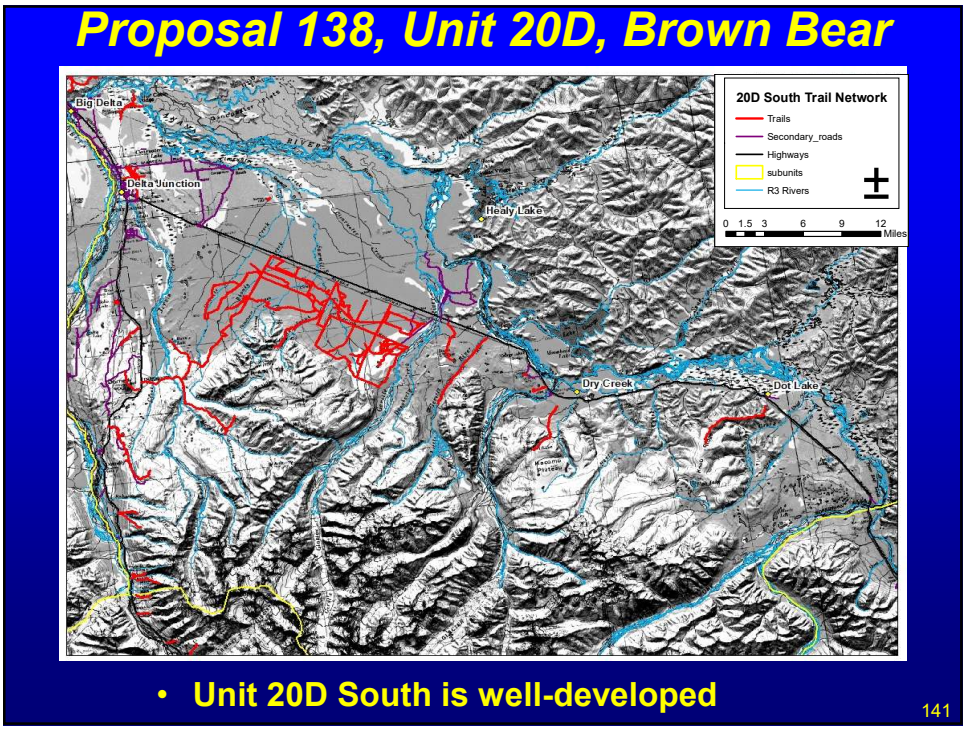 Proposal 138, Unit 20D, Brown Bear
20D South Trail Network
Trails
Secondary_roads
Highways
subunits
R3 Rivers
0 1.5 3 6 9 12
Miles
Big Delta
Delta Junction
Healy Lake
Dry Creek
Dot Lake
Macomb
Plateau
• Unit 20D South is well-developed
141